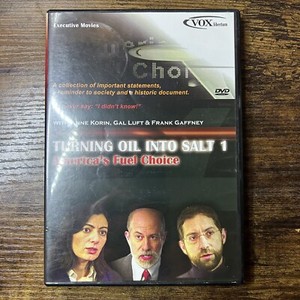 Executive Movies
VOX
Choi
A collection of important statements,
reminder to society and a historic document.
key: "I didn't know!"
DVD
KORIN, GAL LUFT & FRANK GAFFNEY
TURNING OIL INTO SALT 1
America's Fuel Choice